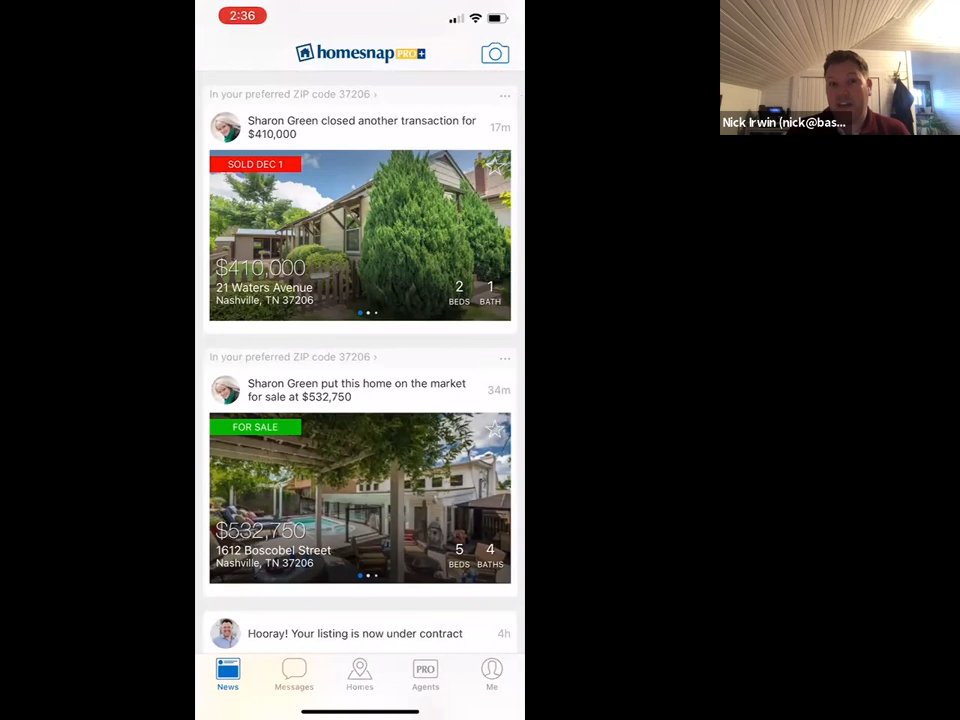 2:36
homesnap PRO+
In your preferred ZIP code 37206 ›
Sharon Green closed another transaction for
$410,000
17m
SOLD DEC 1
$410,000
21 Waters Avenue
Nashville, TN 37206
2 1
BEDS BATH
In your preferred ZIP code 37206 ›
Sharon Green put this home on the market
for sale at $532,750
34m
FOR SALE
$532,750
1612 Boscobel Street
Nashville, TN 37206
5 4
BEDS BATHS
Hooray! Your listing is now under contract
4h
News
Messages
Homes
PRO
Agents
Me
Nick Irwin (nick@bas...